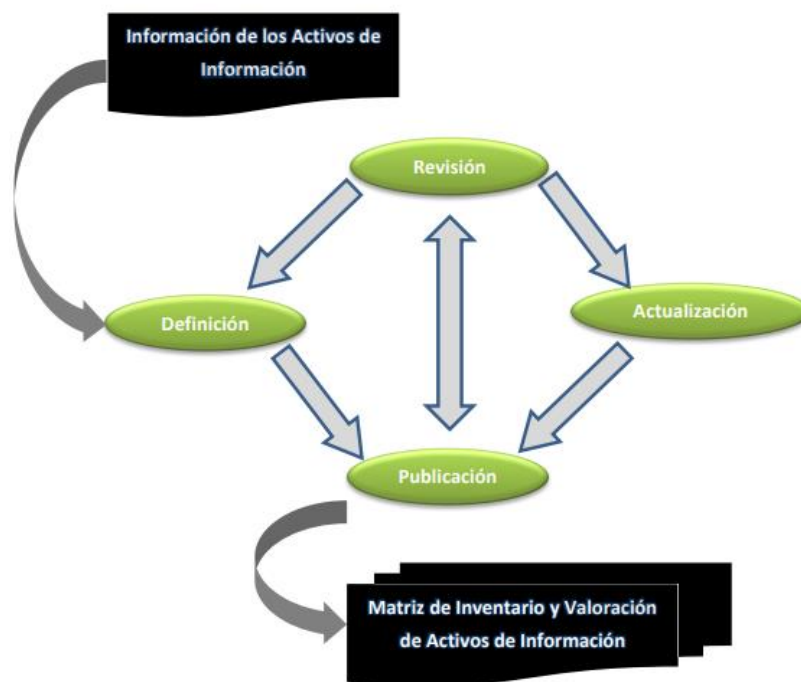 Información de los Activos de
Información
Revisión
Definición
Actualización
Publicación
Matriz de Inventario y Valoración
de Activos de Información